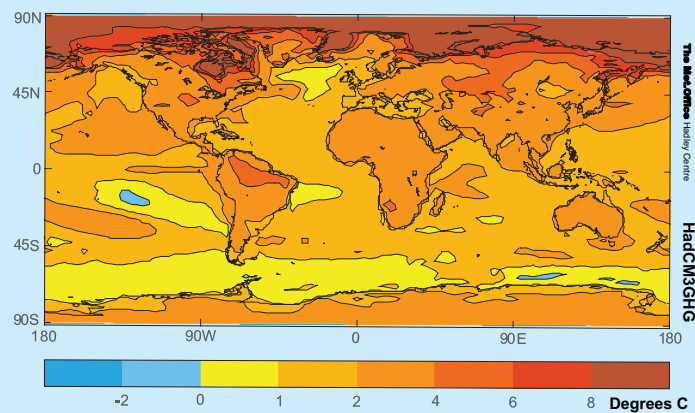 90N
45N
0
45S
90S
180
90W
0
90E
180
-2
0
1
2
4
6
8
Degrees C
The Met.Office Hadley Centre
HadCM3GHG